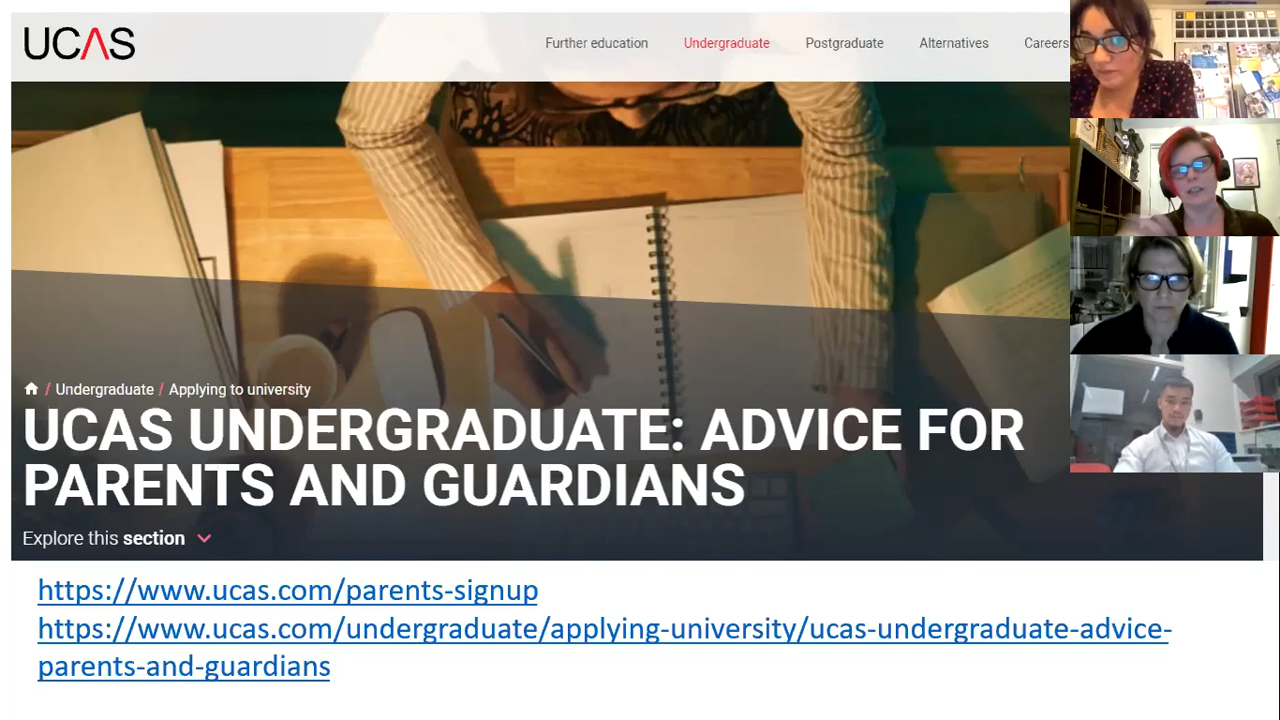 UCAS
Further education Undergraduate Postgraduate Alternatives Careers
/ Undergraduate / Applying to university
UCAS UNDERGRADUATE: ADVICE FOR
PARENTS AND GUARDIANS
Explore this section
https://www.ucas.com/parents-signup
https://www.ucas.com/undergraduate/applying-university/ucas-undergraduate-advice-
parents-and-guardians